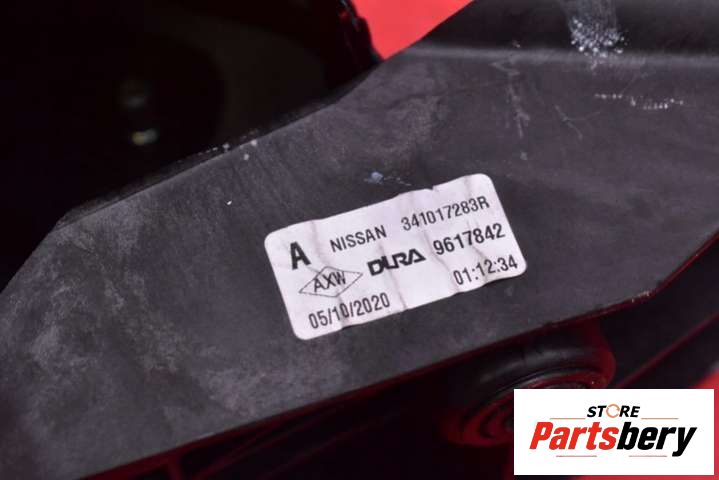 A NISSAN 341017283R
AXW DURA 9617842
05/10/2020 01:12:34
STORE
Partsbery